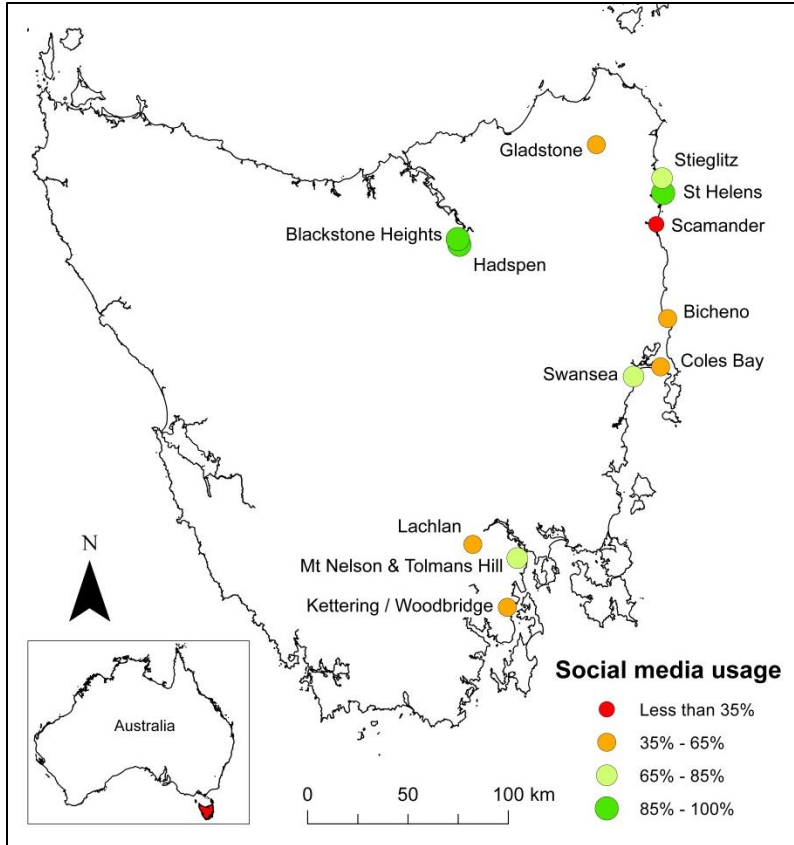 Gladstone
Stieglitz
St Helens
Blackstone Heights
Scamander
Hadspen
Bicheno
Coles Bay
Swansea
Lachlan
N
Mt Nelson & Tolmans Hill
Kettering / Woodbridge
Australia
Social media usage
Less than 35%
35% - 65%
65% - 85%
85% - 100%
0 50 100 km